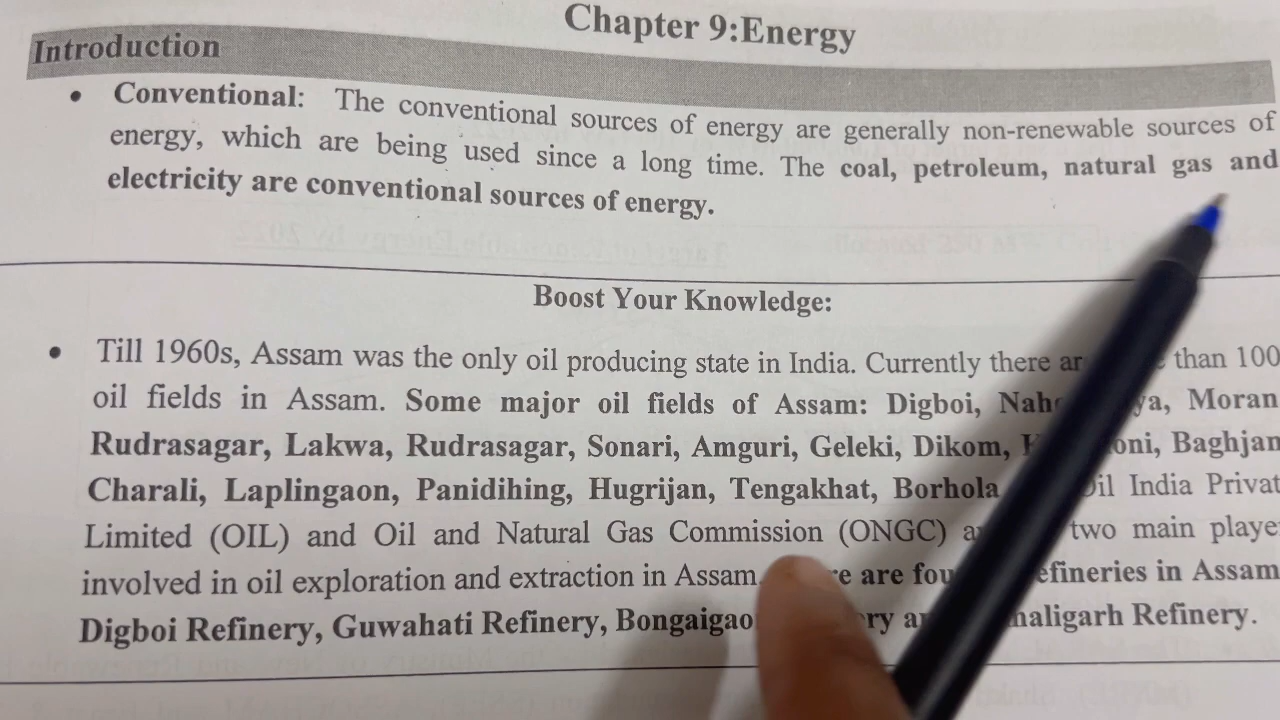 Chapter 9:Energy
Introduction
• Conventional: The conventional sources of energy are generally non-renewable sources of
energy, which are being used since a long time. The coal, petroleum, natural gas and
electricity are conventional sources of energy.
Boost Your Knowledge:
• Till 1960s, Assam was the only oil producing state in India. Currently there than 100
oil fields in Assam. Some major oil fields of Assam: Digboi, Moran
Rudrasagar, Lakwa, Rudrasagar, Sonari, Amguri, Geleki, Dikom, Baghjan
Charali, Laplingaon, Panidihing, Hugrijan, Tengakhat, Borhola Oil India Privat
Limited (OIL) and Oil and Natural Gas Commission (ONGC) two main playe
involved in oil exploration and extraction in Assam. are refineries in Assam
Digboi Refinery, Guwahati Refinery, Refinery.